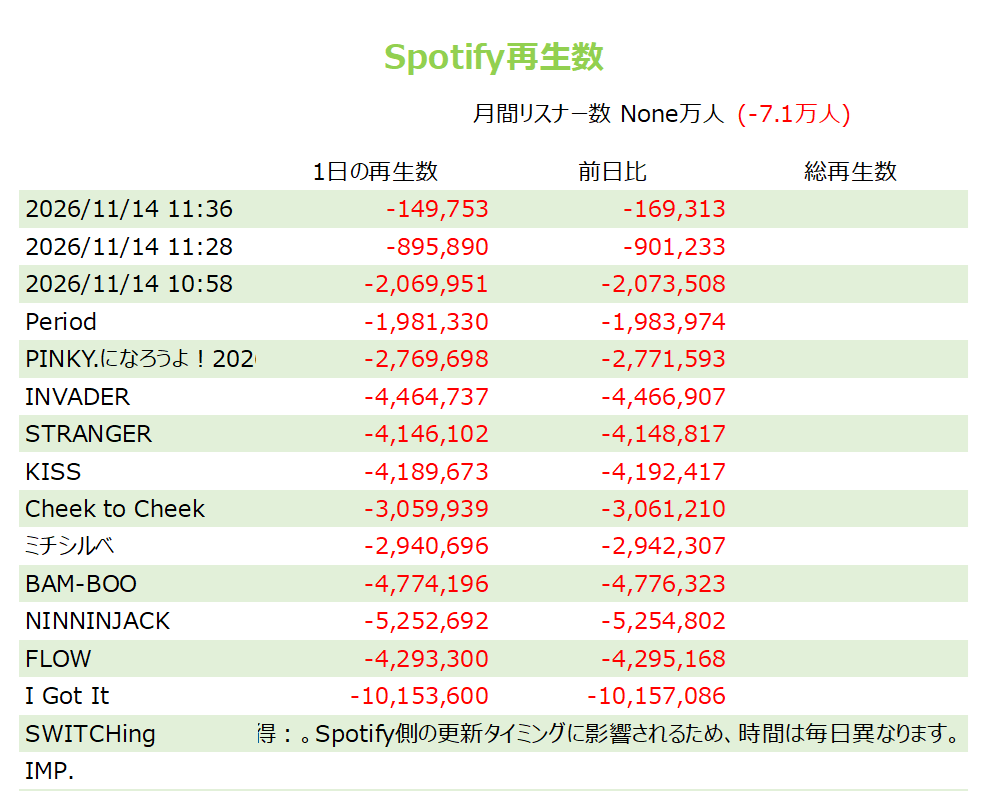 Spotify再生数
月間リスナー数 None万人 (-7.1万人)
1日の再生数 前日比 総再生数
2026/11/14 11:36 -149,753 -169,313
2026/11/14 11:28 -895,890 -901,233
2026/11/14 10:58 -2,069,951 -2,073,508
Period -1,981,330 -1,983,974
PINKY.になろうよ！202 -2,769,698 -2,771,593
INVADER -4,464,737 -4,466,907
STRANGER -4,146,102 -4,148,817
KISS -4,189,673 -4,192,417
Cheek to Cheek -3,059,939 -3,061,210
ミチシルベ -2,940,696 -2,942,307
BAM-BOO -4,774,196 -4,776,323
NINNINJACK -5,252,692 -5,254,802
FLOW -4,293,300 -4,295,168
I Got It -10,153,600 -10,157,086
SWITCHing 得：。Spotify側の更新タイミングに影響されるため、時間は毎日異なります。
IMP.